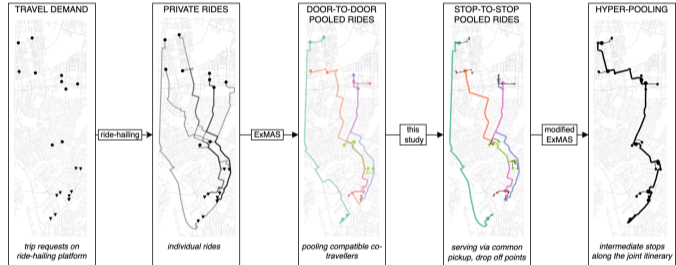 TRAVEL DEMAND
PRIVATE RIDES
DOOR-TO-DOOR
POOLED RIDES
STOP-TO-STOP
POOLED RIDES
HYPER-POOLING
ride-hailing
ExMAS
this
study
modified
ExMAS
trip requests on
ride-hailing platform
individual rides
pooling compatible co-
travellers
serving via common
pickup, drop off points
intermediate stops
along the joint itinerary